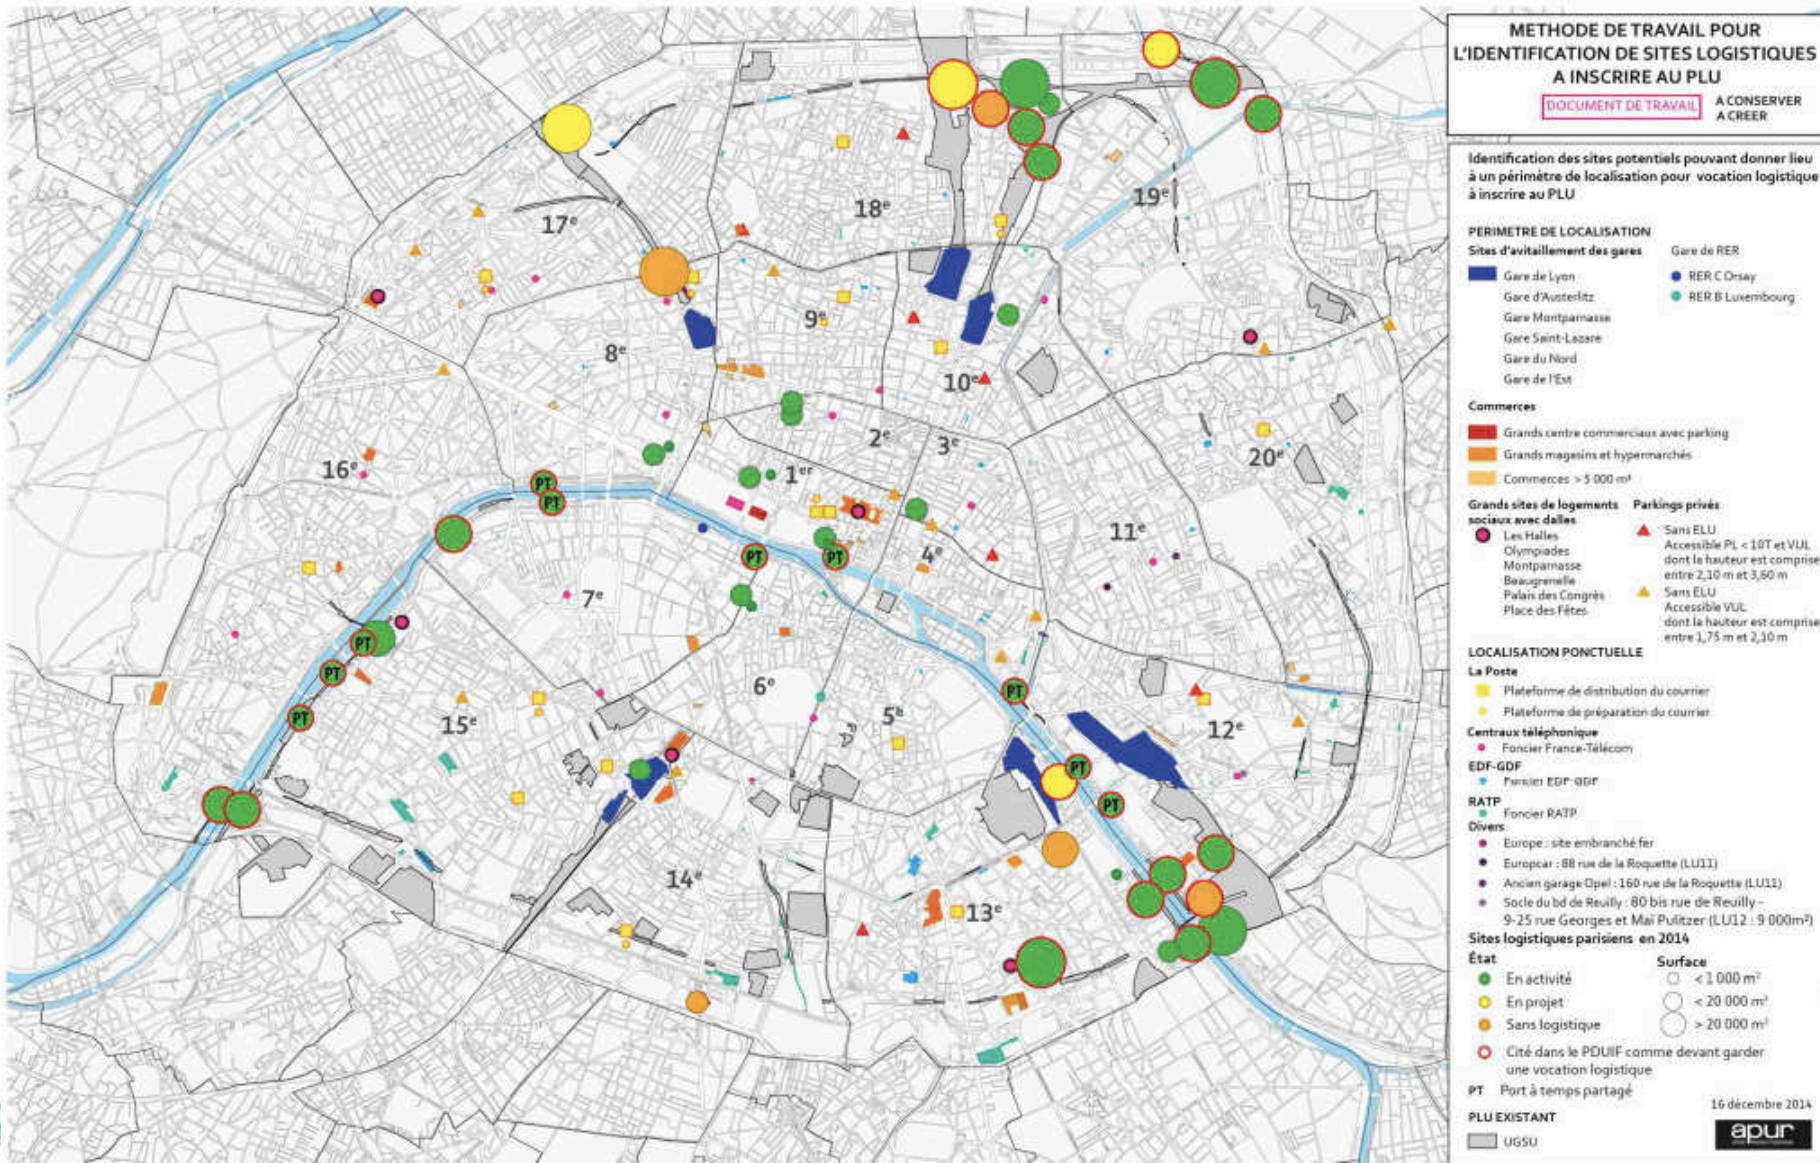 METHODE DE TRAVAIL POUR
L'IDENTIFICATION DE SITES LOGISTIQUES
A INSCRIRE AU PLU
DOCUMENT DE TRAVAIL
A CONSERVER
A CREER
Identification des sites potentiels pouvant donner lieu
à un périmètre de localisation pour vocation logistique
à inscrire au PLU
PERIMETRE DE LOCALISATION
Sites d'avitaillement des gares
Gare de Lyon
Gare d'Austerlitz
Gare Montparnasse
Gare Saint-Lazare
Gare du Nord
Gare de l'Est
Gare de RER
RER C Orsay
RER B Luxembourg
Commerces
Grands centre commerciaux avec parking
Grands magasins et hypermarchés
Commerces > 5 000 m²
Grands sites de logements
sociaux avec dalles
Les Halles
Olympiades
Montparnasse
Beaugrenelle
Palais des Congrès
Place des Fêtes
Parkings privés
Sans ELU
Accessible PL < 10T et VUL
dont la hauteur est comprise
entre 2,10 m et 3,60 m
Sans ELU
Accessible VUL
dont la hauteur est comprise
entre 1,75 m et 2,10 m
LOCALISATION PONCTUELLE
La Poste
Plateforme de distribution du courrier
Plateforme de préparation du courrier
Centraux téléphonique
Foncier France-Télécom
EDF-GDF
Foncier EDF-GDF
RATP
Foncier RATP
Divers
Europe : site embranché fer
Europcar : 88 rue de la Roquette (LU11)
Ancien garage Opel : 160 rue de la Roquette (LU11)
Socle du bd de Reuilly : 80 bis rue de Reuilly -
9-25 rue Georges et Maï Pulitzer (LU12 : 9 000m²)
Sites logistiques parisiens en 2014
État
En activité
En projet
Sans logistique
Surface
< 1 000 m²
< 20 000 m²
> 20 000 m²
Cité dans le PDUIF comme devant garder
une vocation logistique
PT Port à temps partagé
PLU EXISTANT
UGSU
16 décembre 2014
apur
17e
18e
19e
8e
9e
10e
16e
2e
3e
1er
20e
11e
4e
7e
6e
5e
15e
12e
14e
13e
PT
PT
PT
PT
PT
PT
PT
PT
PT
PT